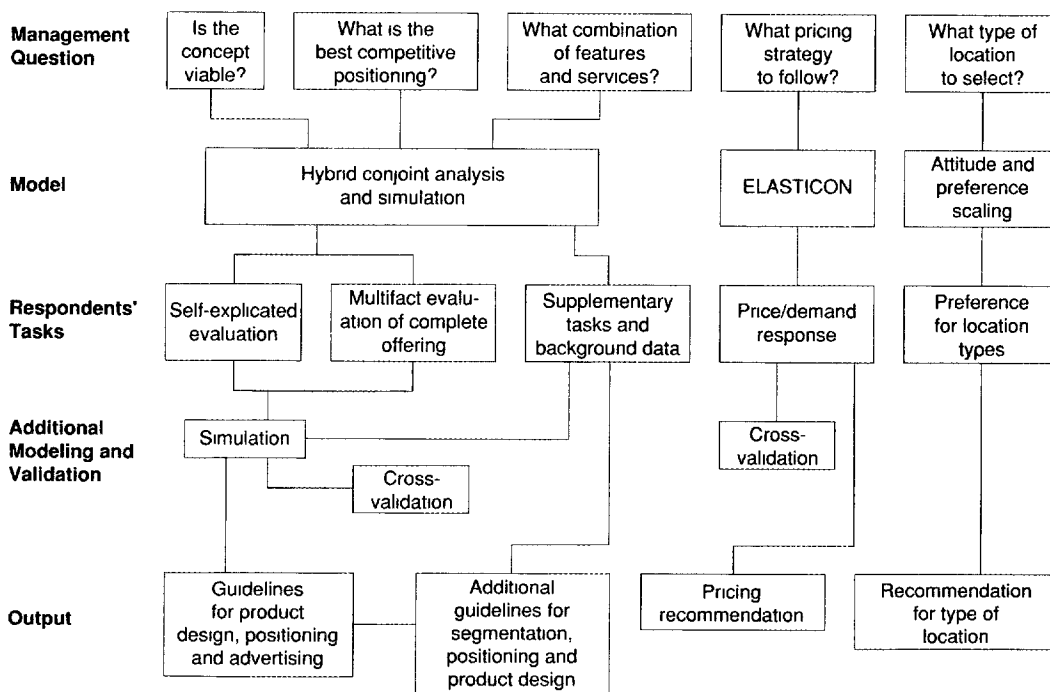 Management
Question
Is the
concept
viable?
What is the
best competitive
positioning?
What combination
of features
and services?
What pricing
strategy
to follow?
What type of
location
to select?
Model
Hybrid conjoint analysis
and simulation
ELASTICON
Attitude and
preference
scaling
Respondents'
Tasks
Self-explicated
evaluation
Multifact evalu-
ation of complete
offering
Supplementary
tasks and
background data
Price/demand
response
Preference
for location
types
Additional
Modeling and
Validation
Simulation
Cross-
validation
Cross-
validation
Output
Guidelines
for product
design, positioning
and advertising
Additional
guidelines for
segmentation,
positioning and
product design
Pricing
recommendation
Recommendation
for type of
location